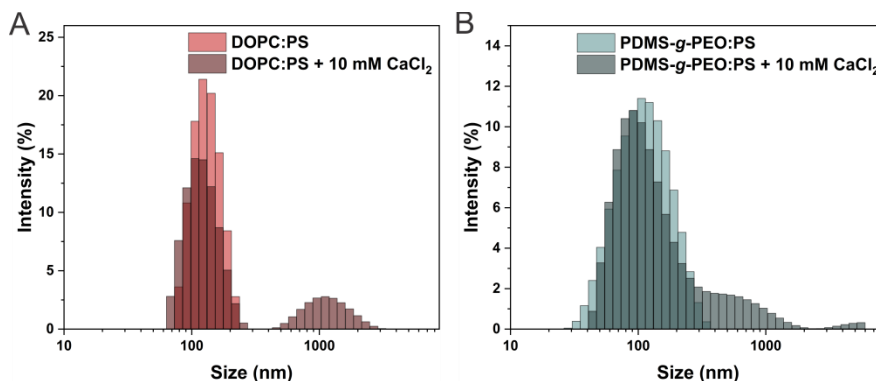 A
DOPC:PS
DOPC:PS + 10 mM CaCl₂
Intensity (%)
25
20
15
10
5
0
10
100
1000
Size (nm)
B
PDMS-g-PEO:PS
PDMS-g-PEO:PS + 10 mM CaCl₂
Intensity (%)
14
12
10
8
6
4
2
0
10
100
1000
Size (nm)